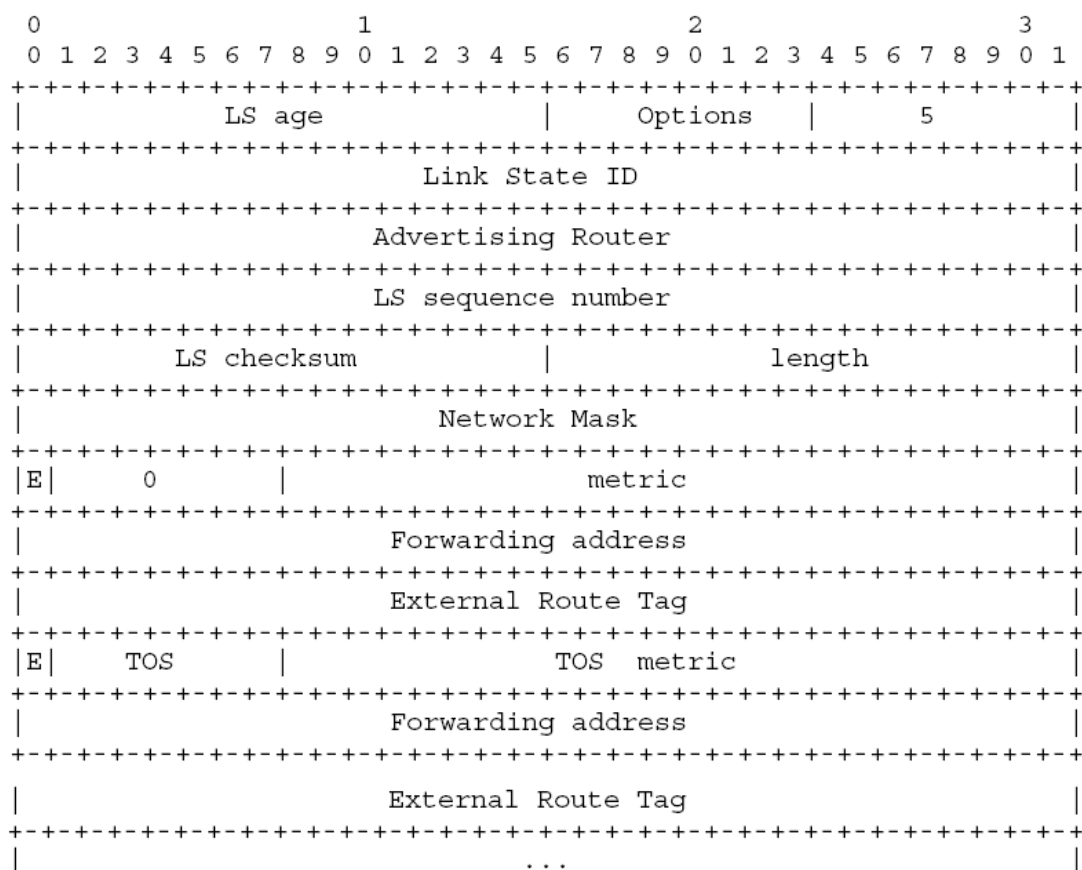 0                   1                   2                   3
0 1 2 3 4 5 6 7 8 9 0 1 2 3 4 5 6 7 8 9 0 1 2 3 4 5 6 7 8 9 0 1
+-+-+-+-+-+-+-+-+-+-+-+-+-+-+-+-+-+-+-+-+-+-+-+-+-+-+-+-+-+-+-+-+
|            LS age             |     Options   |      5        |
+-+-+-+-+-+-+-+-+-+-+-+-+-+-+-+-+-+-+-+-+-+-+-+-+-+-+-+-+-+-+-+-+
|                        Link State ID                          |
+-+-+-+-+-+-+-+-+-+-+-+-+-+-+-+-+-+-+-+-+-+-+-+-+-+-+-+-+-+-+-+-+
|                     Advertising Router                        |
+-+-+-+-+-+-+-+-+-+-+-+-+-+-+-+-+-+-+-+-+-+-+-+-+-+-+-+-+-+-+-+-+
|                     LS sequence number                        |
+-+-+-+-+-+-+-+-+-+-+-+-+-+-+-+-+-+-+-+-+-+-+-+-+-+-+-+-+-+-+-+-+
|         LS checksum           |             length            |
+-+-+-+-+-+-+-+-+-+-+-+-+-+-+-+-+-+-+-+-+-+-+-+-+-+-+-+-+-+-+-+-+
|                         Network Mask                          |
+-+-+-+-+-+-+-+-+-+-+-+-+-+-+-+-+-+-+-+-+-+-+-+-+-+-+-+-+-+-+-+-+
|E|     0       |                  metric                       |
+-+-+-+-+-+-+-+-+-+-+-+-+-+-+-+-+-+-+-+-+-+-+-+-+-+-+-+-+-+-+-+-+
|                      Forwarding address                       |
+-+-+-+-+-+-+-+-+-+-+-+-+-+-+-+-+-+-+-+-+-+-+-+-+-+-+-+-+-+-+-+-+
|                      External Route Tag                       |
+-+-+-+-+-+-+-+-+-+-+-+-+-+-+-+-+-+-+-+-+-+-+-+-+-+-+-+-+-+-+-+-+
|E|    TOS      |                TOS  metric                    |
+-+-+-+-+-+-+-+-+-+-+-+-+-+-+-+-+-+-+-+-+-+-+-+-+-+-+-+-+-+-+-+-+
|                      Forwarding address                       |
+-+-+-+-+-+-+-+-+-+-+-+-+-+-+-+-+-+-+-+-+-+-+-+-+-+-+-+-+-+-+-+-+
|                      External Route Tag                       |
+-+-+-+-+-+-+-+-+-+-+-+-+-+-+-+-+-+-+-+-+-+-+-+-+-+-+-+-+-+-+-+-+
|                              ...                              |